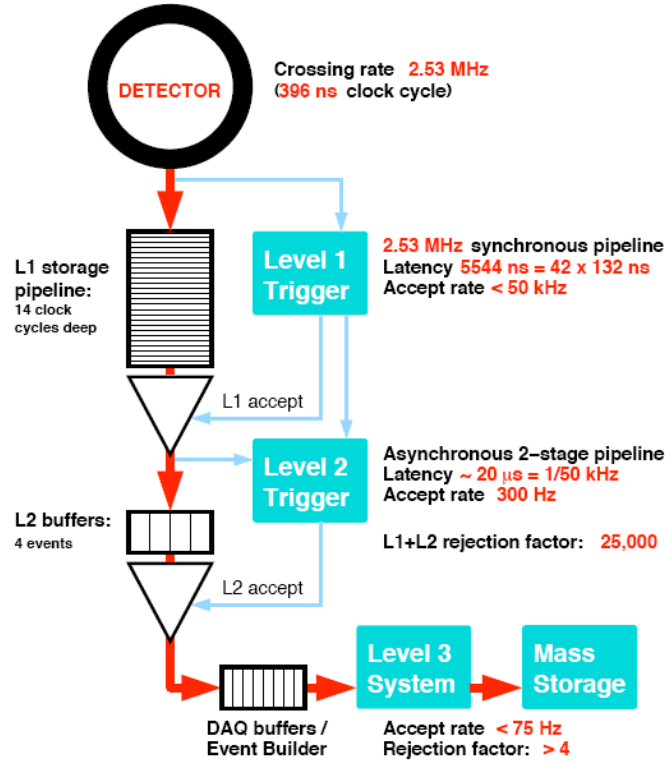 DETECTOR
Crossing rate 2.53 MHz
(396 ns clock cycle)
L1 storage
pipeline:
14 clock
cycles deep
Level 1
Trigger
2.53 MHz synchronous pipeline
Latency 5544 ns = 42 x 132 ns
Accept rate < 50 kHz
L1 accept
Level 2
Trigger
Asynchronous 2-stage pipeline
Latency ~ 20 μs = 1/50 kHz
Accept rate 300 Hz
L1+L2 rejection factor: 25,000
L2 buffers:
4 events
L2 accept
DAQ buffers /
Event Builder
Level 3
System
Mass
Storage
Accept rate < 75 Hz
Rejection factor: > 4